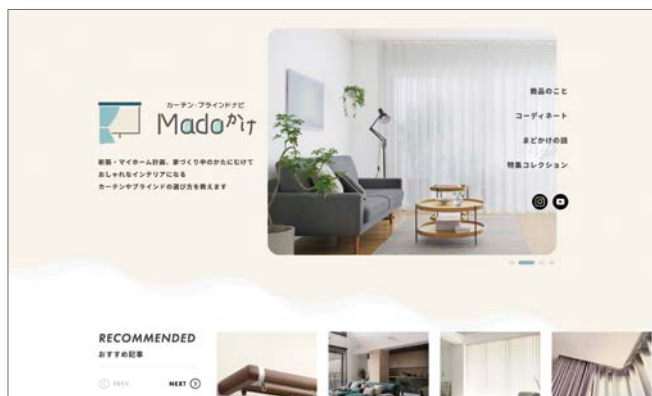 カーテン・ブラインドナビ
Madoかけ
新築・マイホーム計画、家づくり中のかたにむけて
おしゃれなインテリアになる
カーテンやブラインドの選び方を教えます
商品のこと
コーディネート
まどかけの話
特集コレクション
RECOMMENDED
おすすめ記事
PREV
NEXT